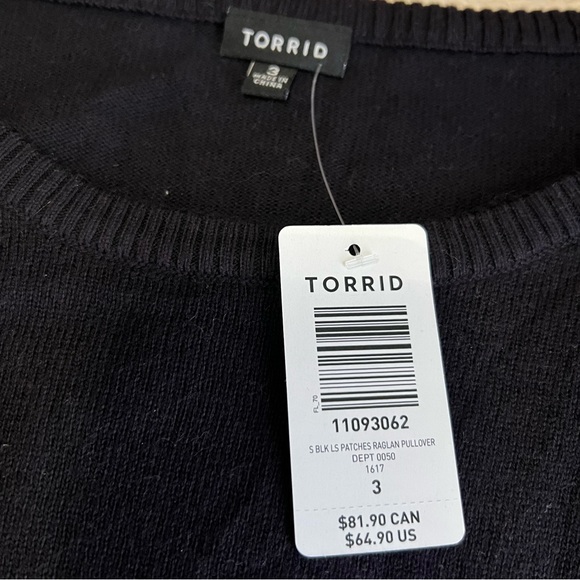 TORRID
3
MADE IN
CHINA
TORRID
FL_70
11093062
S BLK LS PATCHES RAGLAN PULLOVER
DEPT 0050
1617
3
$81.90 CAN
$64.90 US